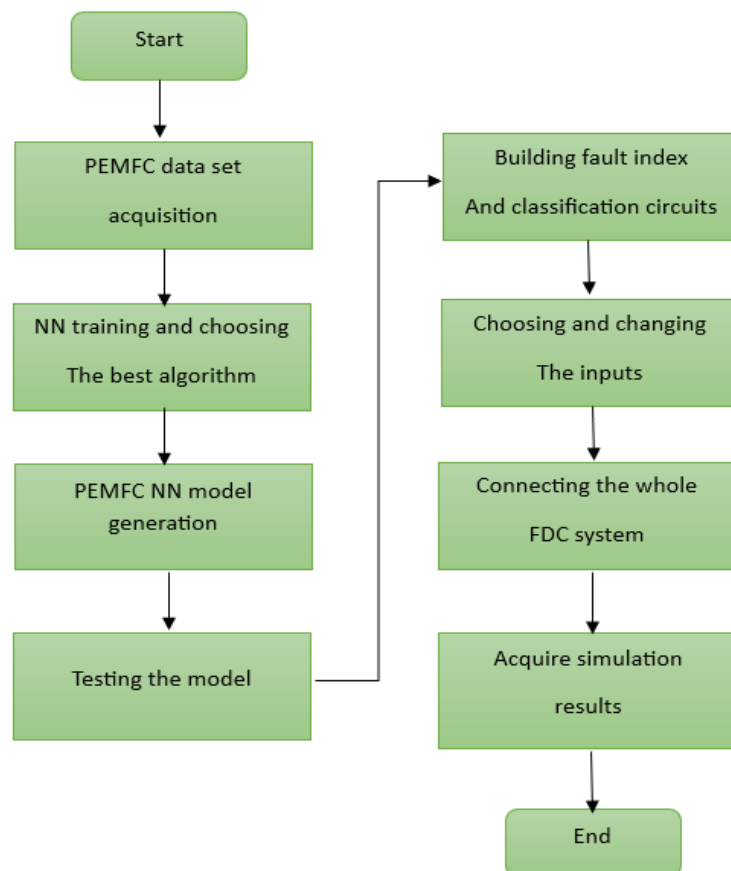 Start
PEMFC data set
acquisition
NN training and choosing
The best algorithm
PEMFC NN model
generation
Testing the model
Building fault index
And classification circuits
Choosing and changing
The inputs
Connecting the whole
FDC system
Acquire simulation
results
End